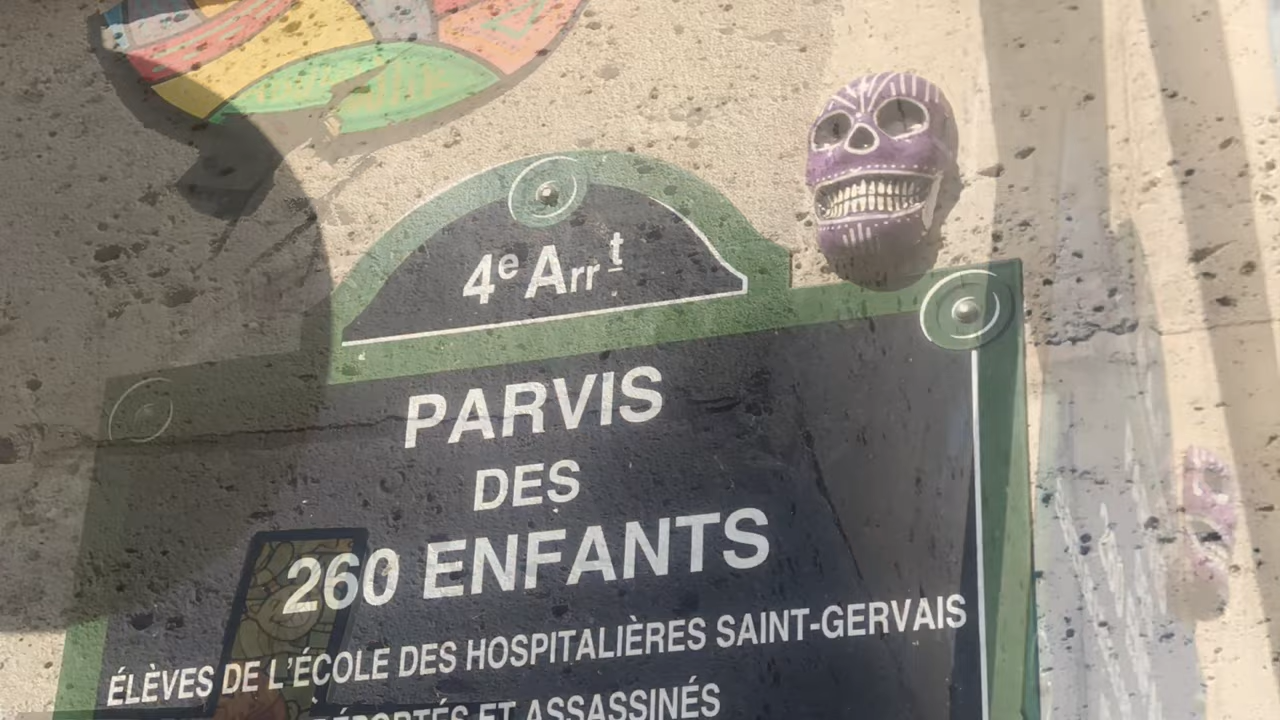 4e Arrt
PARVIS
DES
260 ENFANTS
ÉLÈVES DE L'ÉCOLE DES HOSPITALIÈRES SAINT-GERVAIS
DÉPORTÉS ET ASSASSINÉS